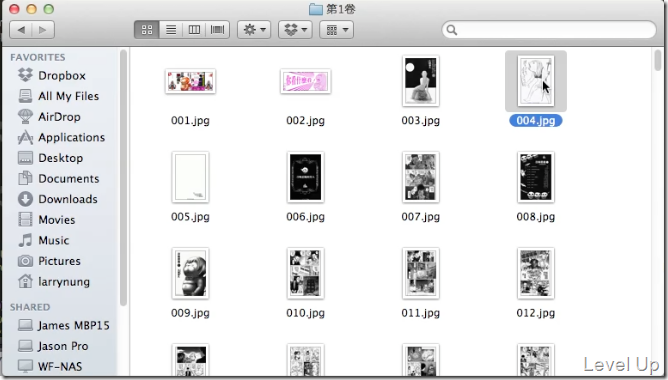 第1卷
FAVORITES
Dropbox
All My Files
AirDrop
Applications
Desktop
Documents
Downloads
Movies
Music
Pictures
larrynung
SHARED
James MBP15
Jason Pro
WF-NAS
001.jpg
002.jpg
003.jpg
004.jpg
005.jpg
006.jpg
007.jpg
008.jpg
009.jpg
010.jpg
011.jpg
012.jpg
Level Up